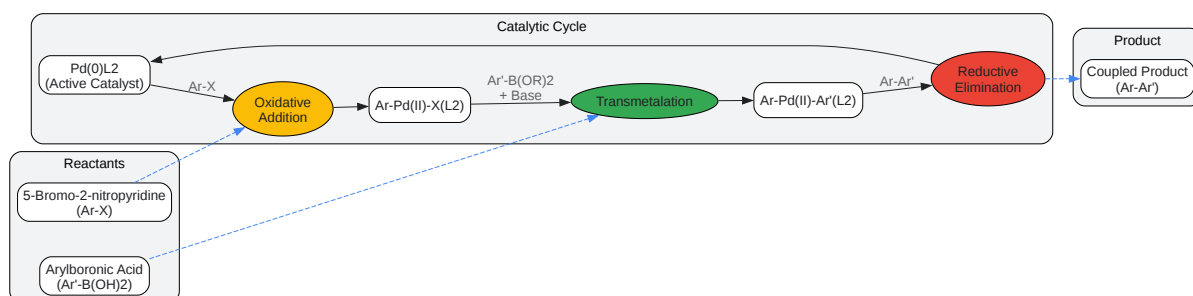 Catalytic Cycle
Pd(0)L2
(Active Catalyst)
Ar-X
Oxidative
Addition
Ar-Pd(II)-X(L2)
Ar'-B(OR)2
+ Base
Transmetalation
Ar-Pd(II)-Ar'(L2)
Ar-Ar'
Reductive
Elimination
Product
Coupled Product
(Ar-Ar')
Reactants
5-Bromo-2-nitropyridine
(Ar-X)
Arylboronic Acid
(Ar'-B(OH)2)